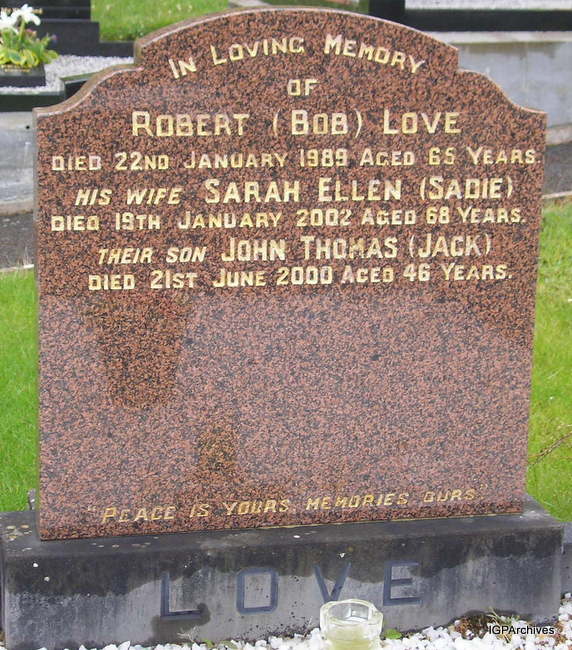 In Loving Memory
of
Robert (Bob) Love
died 22nd January 1989 aged 65 years.
his wife Sarah Ellen (Sadie)
died 19th January 2002 aged 68 years.
their son John Thomas (Jack)
died 21st June 2000 aged 46 years.
"Peace is yours, memories ours"
LOVE
IGPArchives